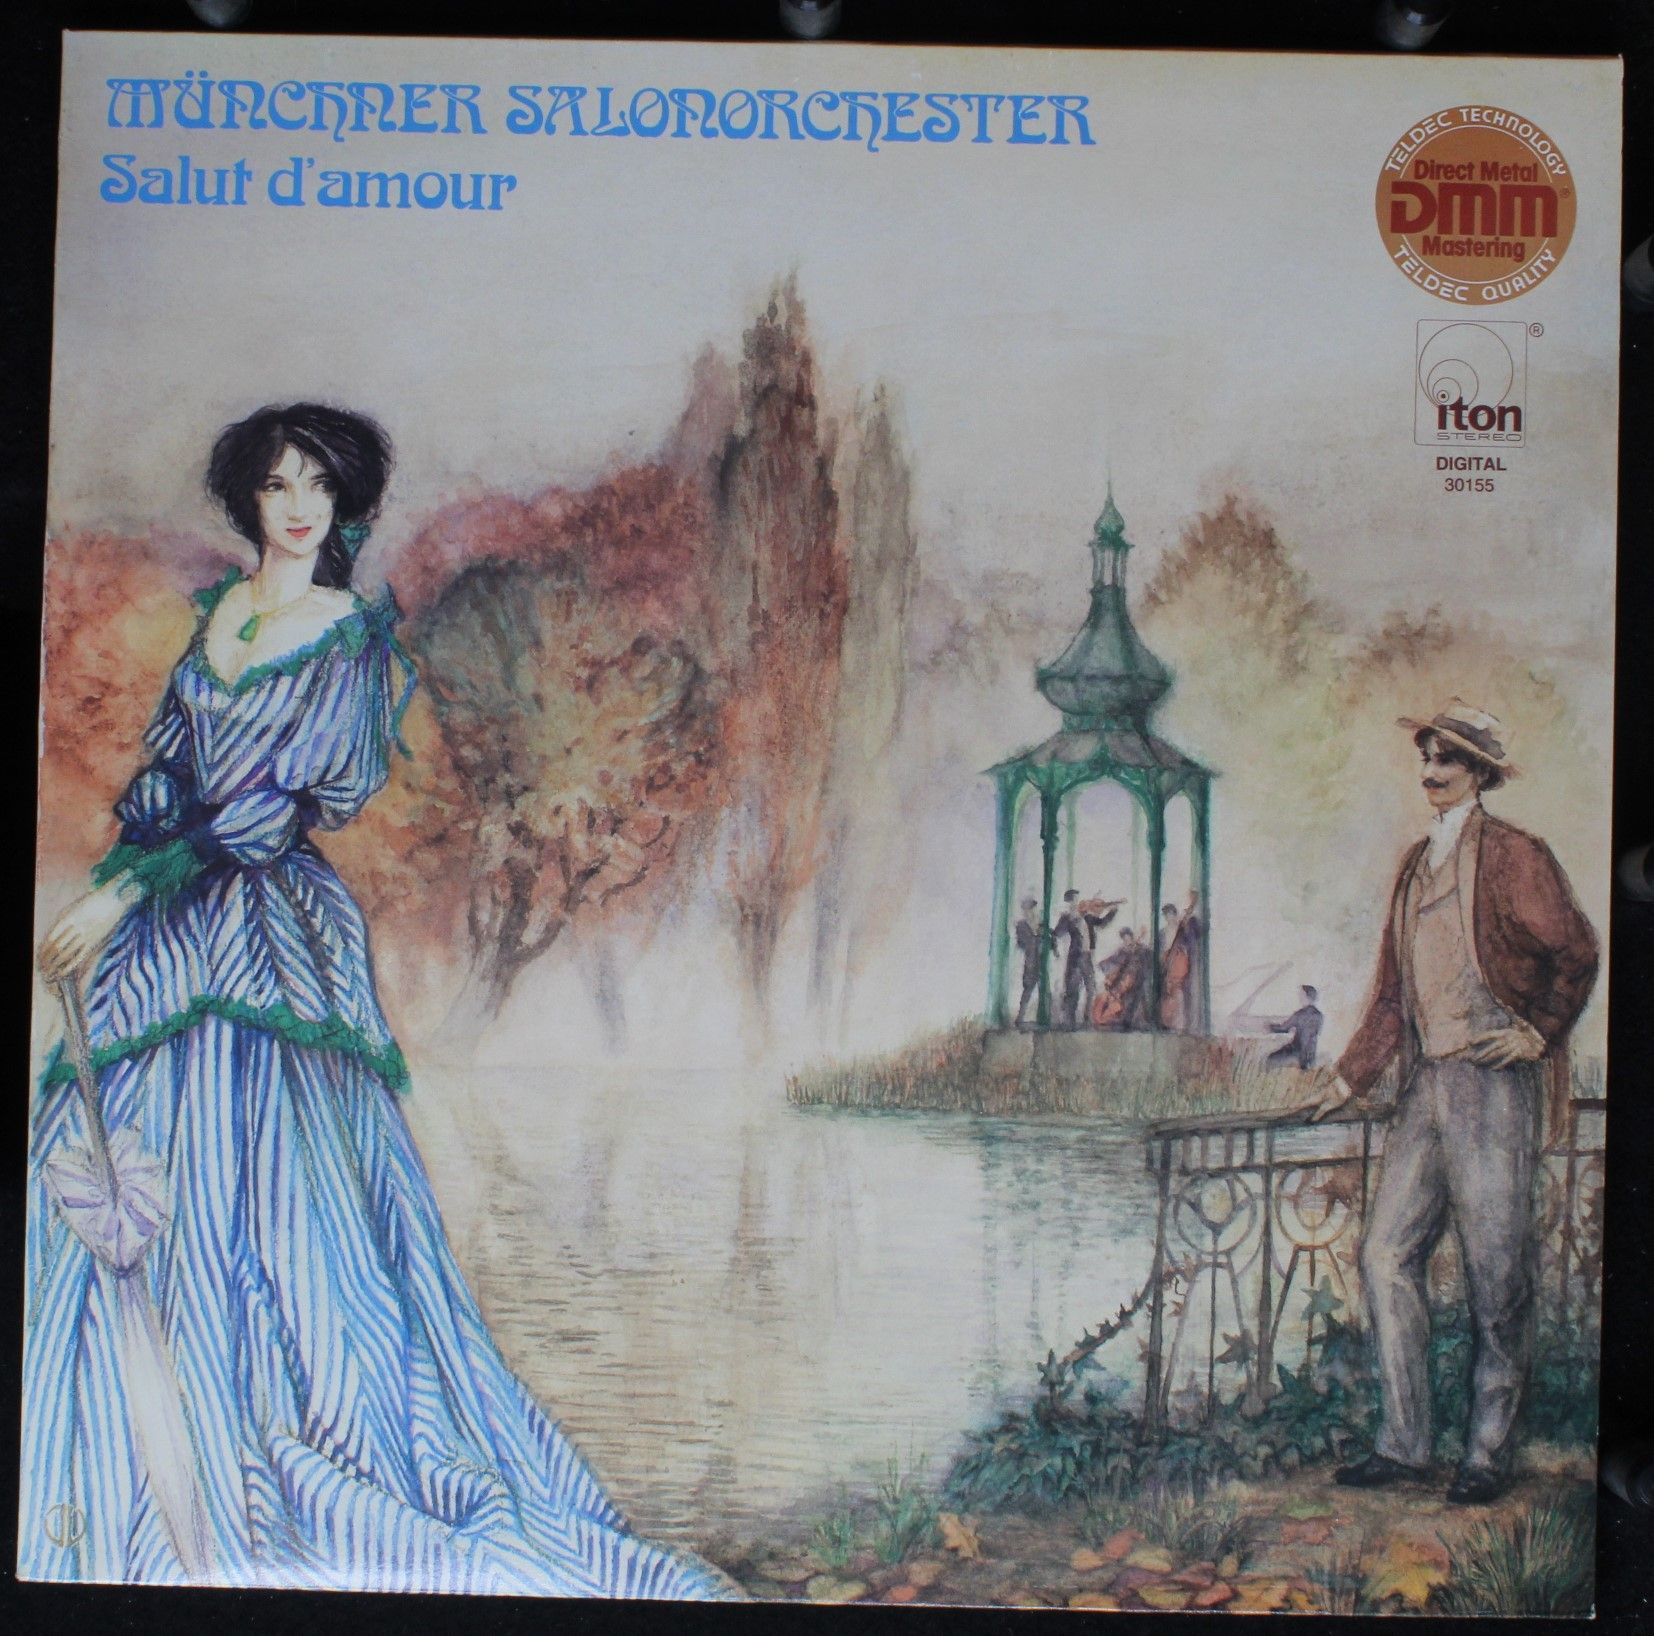 MÜNCHNER SALONORCHESTER
Salut d'amour
TELDEC TECHNOLOGY
Direct Metal
DMM®
Mastering
TELDEC QUALITY
®
iton
STEREO
DIGITAL
30155